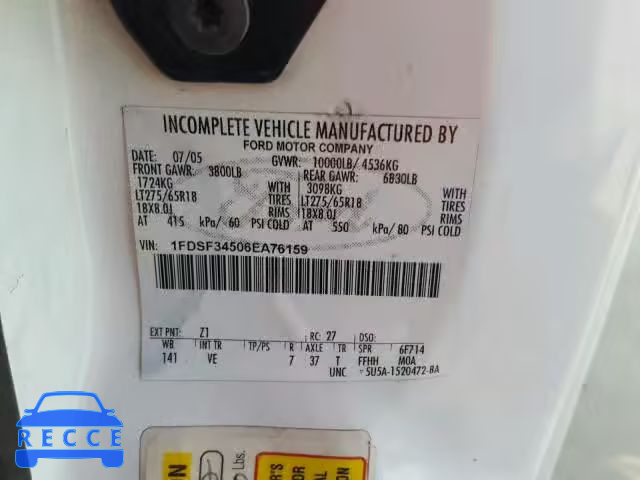 INCOMPLETE VEHICLE MANUFACTURED BY
FORD MOTOR COMPANY
DATE: 07/05 GVWR: 10000LB/ 4536KG
FRONT GAWR: 3800LB REAR GAWR: 6830LB
1724KG WITH 3098KG WITH
LT275/65R18 TIRES LT275/65R18 TIRES
18X8.0J RIMS 18X8.0J RIMS
AT 415 kPa/ 60 PSI COLD AT 550 kPa/ 80 PSI COLD
VIN: 1FDSF34506EA76159
EXT PNT: Z1 RC: 27 DSO:
WB INT TR TP/PS R AXLE TR SPR 6F714
141 VE 7 37 T FFHH M0A
UNC 5U5A-1520472-BA
Lbs.
RECCE